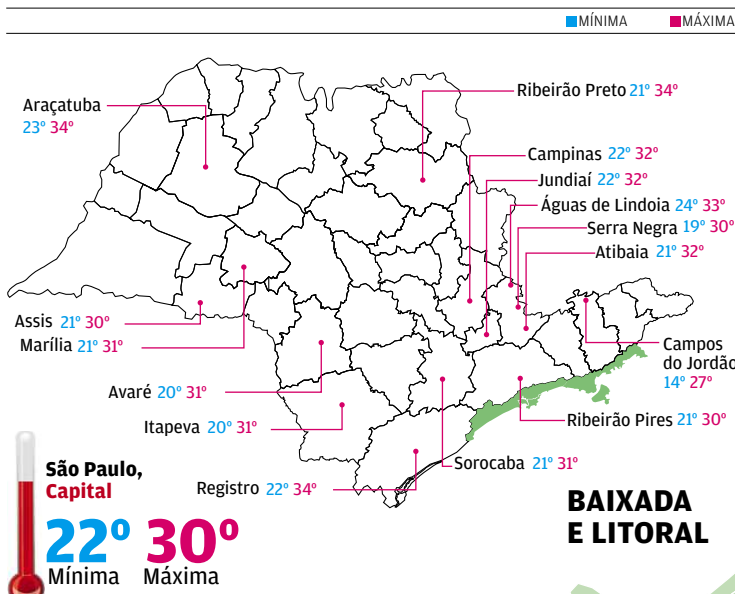 MÍNIMA MÁXIMA
Araçatuba
23º 34º
Ribeirão Preto 21º 34º
Campinas 22º 32º
Jundiaí 22º 32º
Águas de Lindoia 24º 33º
Serra Negra 19º 30º
Atibaia 21º 32º
Assis 21º 30º
Marília 21º 31º
Campos
do Jordão
14º 27º
Avaré 20º 31º
Itapeva 20º 31º
Ribeirão Pires 21º 30º
Sorocaba 21º 31º
Registro 22º 34º
São Paulo,
Capital
22º 30º
Mínima Máxima
BAIXADA
E LITORAL